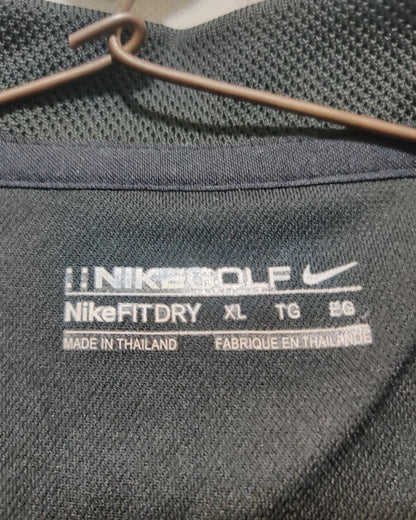 NIKEGOLF
NikeFITDRY XL TG EG
MADE IN THAILAND FABRIQUE EN THAILANDE